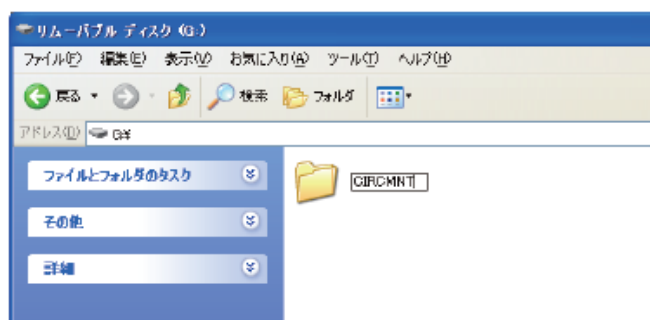 リムーバブル ディスク (G:)
ファイル(F) 編集(E) 表示(V) お気に入り(A) ツール(T) ヘルプ(H)
戻る 検索 フォルダ
アドレス(D) G:¥
ファイルとフォルダのタスク
CIRCMNT
その他
詳細